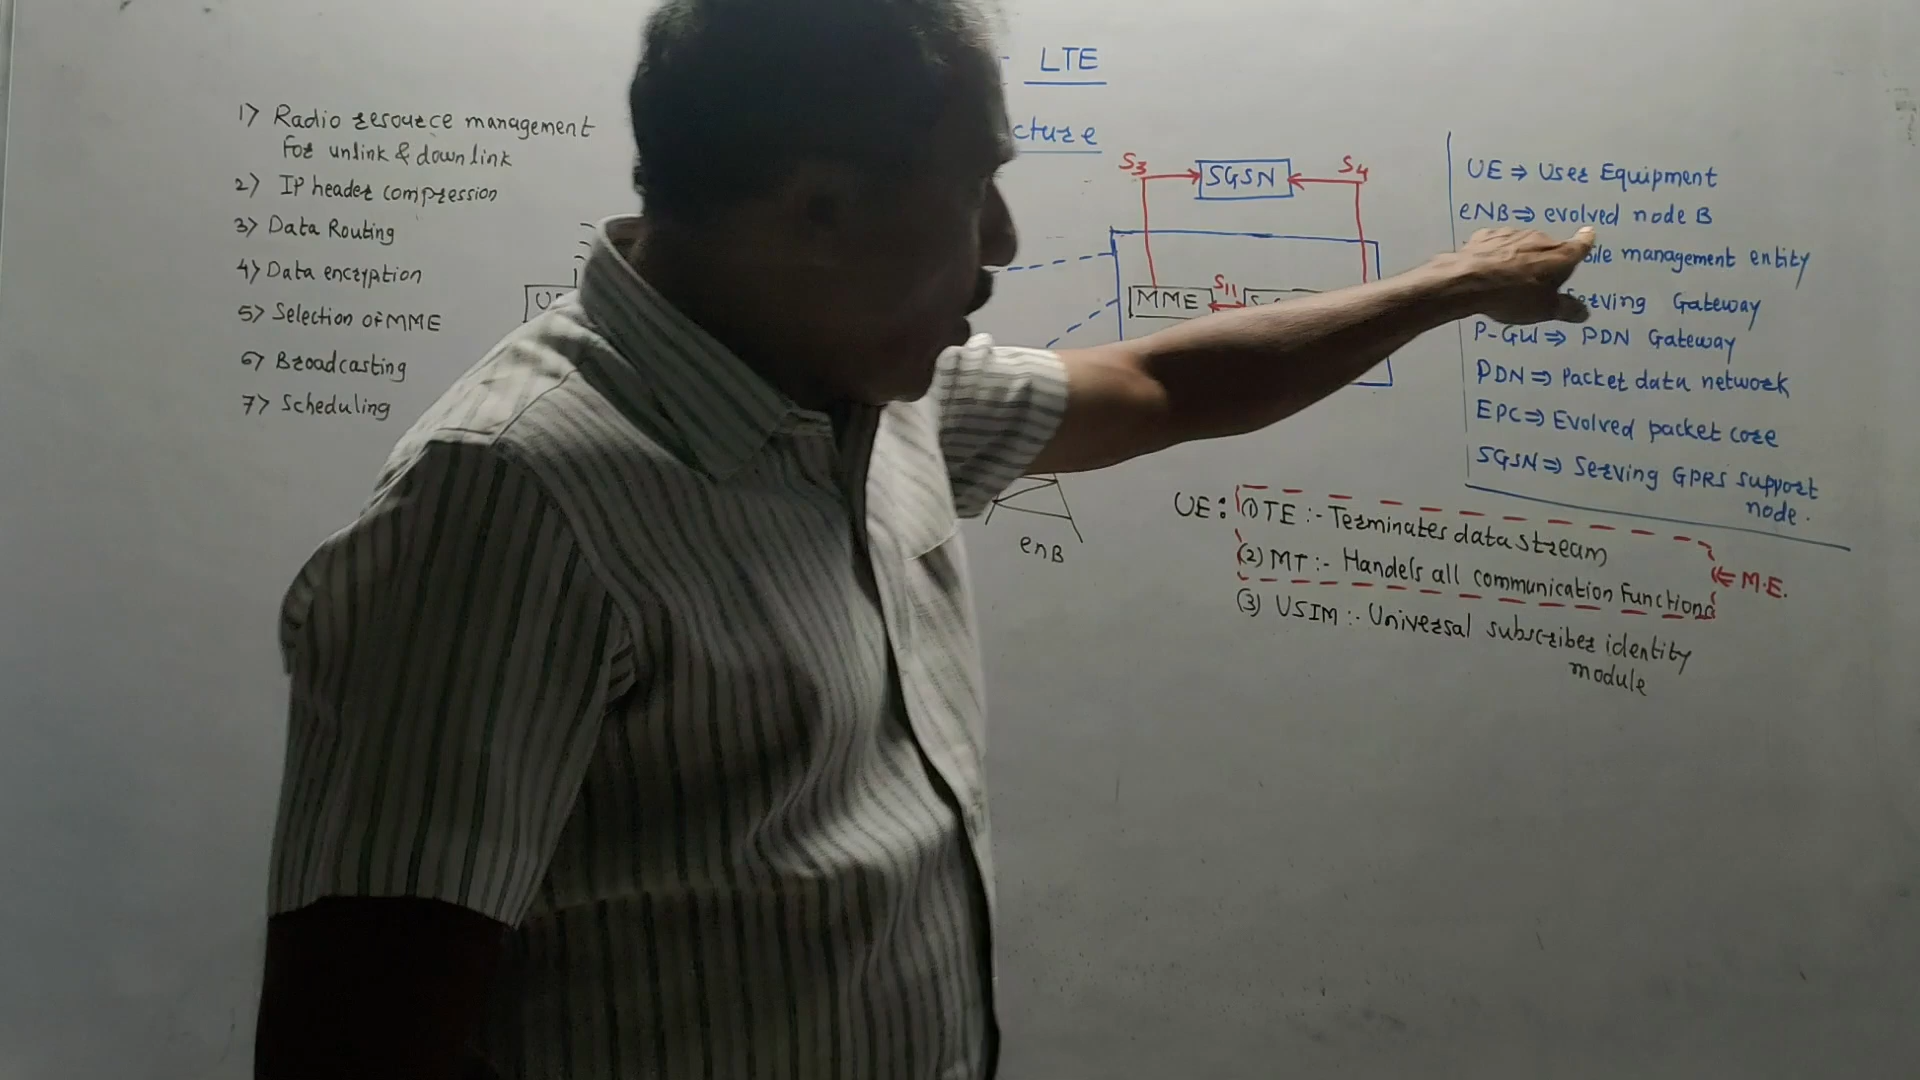 LTE
cture
1) Radio resource management
for unlink & downlink
2) IP header compression
3) Data Routing
4) Data encryption
5) Selection of MME
6) Broadcasting
7) Scheduling
S3
SGSN
S4
MME
S11
enB
UE ⇒ User Equipment
eNB ⇒ evolved node B
management entity
Serving Gateway
P-GW ⇒ PDN Gateway
PDN ⇒ Packet data network
EPC ⇒ Evolved packet core
SGSN ⇒ Serving GPRS support
node.
UE : (1) TE :- Terminates data stream
(2) MT :- Handels all communication functiond
⇐ M.E.
(3) USIM :- Universal subscriber identity
module